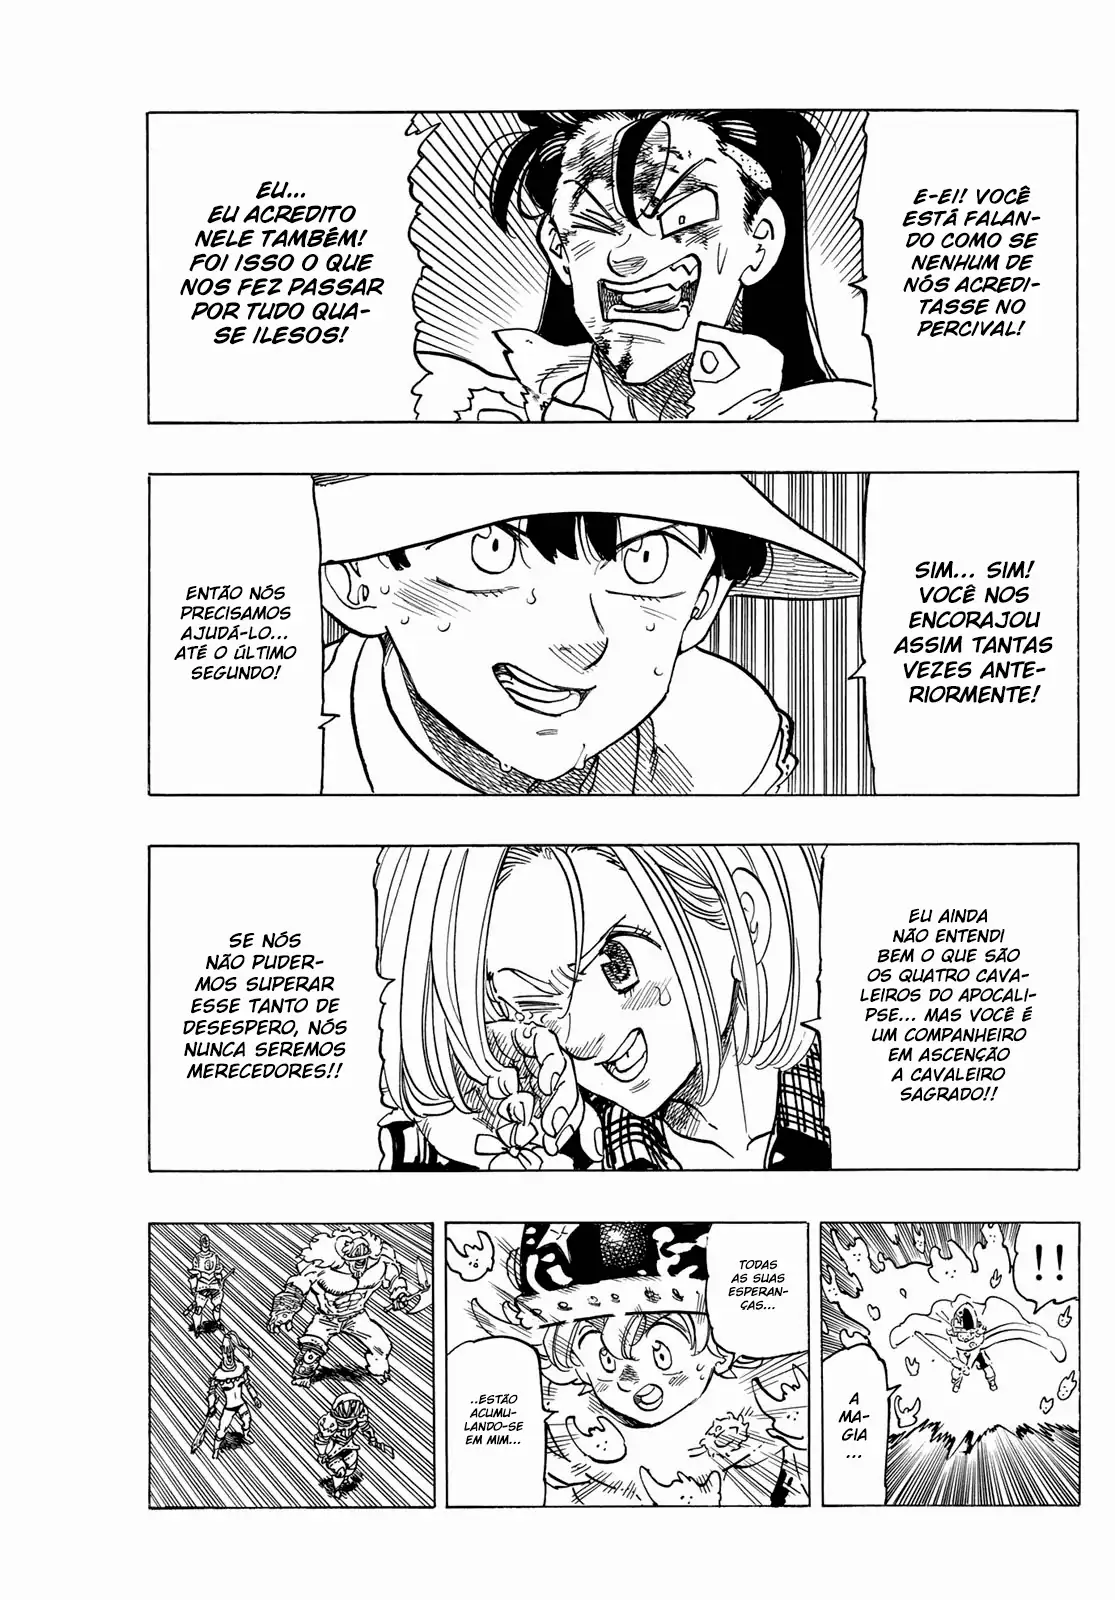 E-EI! VOCÊ
ESTÁ FALAN-
DO COMO SE
NENHUM DE
NÓS ACREDI-
TASSE NO
PERCIVAL!
EU...
EU ACREDITO
NELE TAMBÉM!
FOI ISSO O QUE
NOS FEZ PASSAR
POR TUDO QUA-
SE ILESOS!
SIM... SIM!
VOCÊ NOS
ENCORAJOU
ASSIM TANTAS
VEZES ANTE-
RIORMENTE!
ENTÃO NÓS
PRECISAMOS
AJUDÁ-LO...
ATÉ O ÚLTIMO
SEGUNDO!
EU AINDA
NÃO ENTENDI
BEM O QUE SÃO
OS QUATRO CAVA-
LEIROS DO APOCALI-
PSE... MAS VOCÊ É
UM COMPANHEIRO
EM ASCENÇÃO
A CAVALEIRO
SAGRADO!!
SE NÓS
NÃO PUDER-
MOS SUPERAR
ESSE TANTO DE
DESESPERO, NÓS
NUNCA SEREMOS
MERECEDORES!!
!!
A
MA-
GIA
...
TODAS
AS SUAS
ESPERAN-
ÇAS...
..ESTÃO
ACUMU-
LANDO-SE
EM MIM...